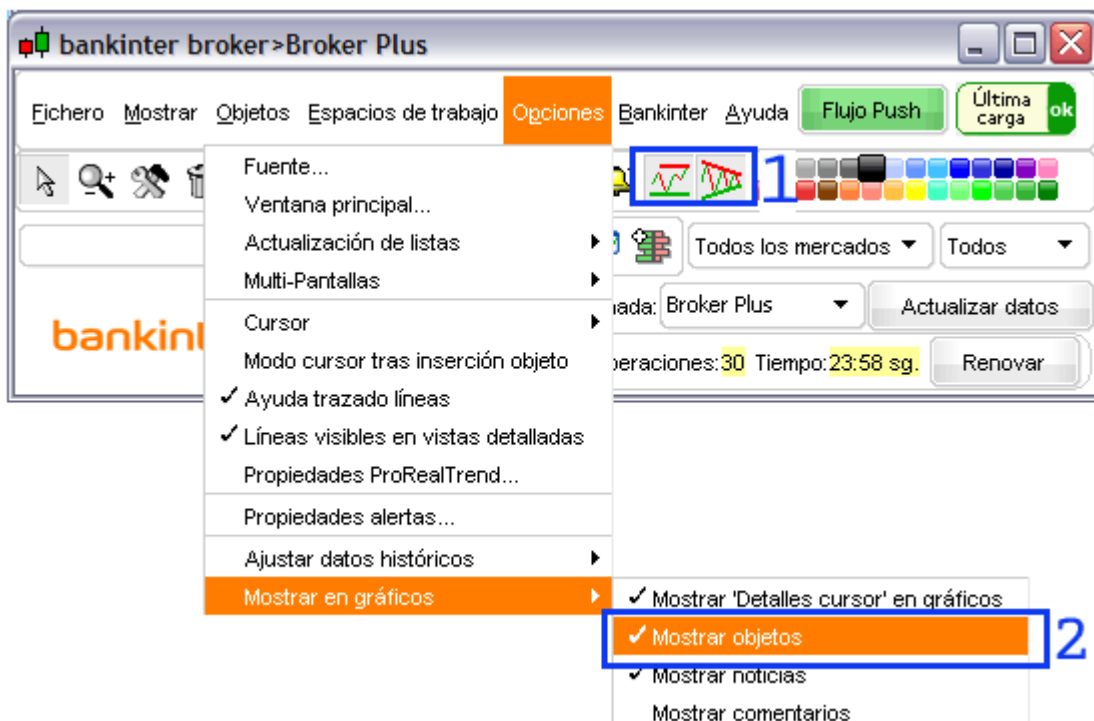 bankinter broker>Broker Plus
Fichero Mostrar Objetos Espacios de trabajo Opciones Bankinter Ayuda Flujo Push Última carga ok
1
Fuente...
Ventana principal...
Actualización de listas
Multi-Pantallas
Cursor
Modo cursor tras inserción objeto
Ayuda trazado líneas
Líneas visibles en vistas detalladas
Propiedades ProRealTrend...
Propiedades alertas...
Ajustar datos históricos
Mostrar en gráficos
Todos los mercados Todos
Broker Plus Actualizar datos
30 Tiempo:23:58 sg. Renovar
Mostrar 'Detalles cursor' en gráficos
Mostrar objetos 2
Mostrar noticias
Mostrar comentarios